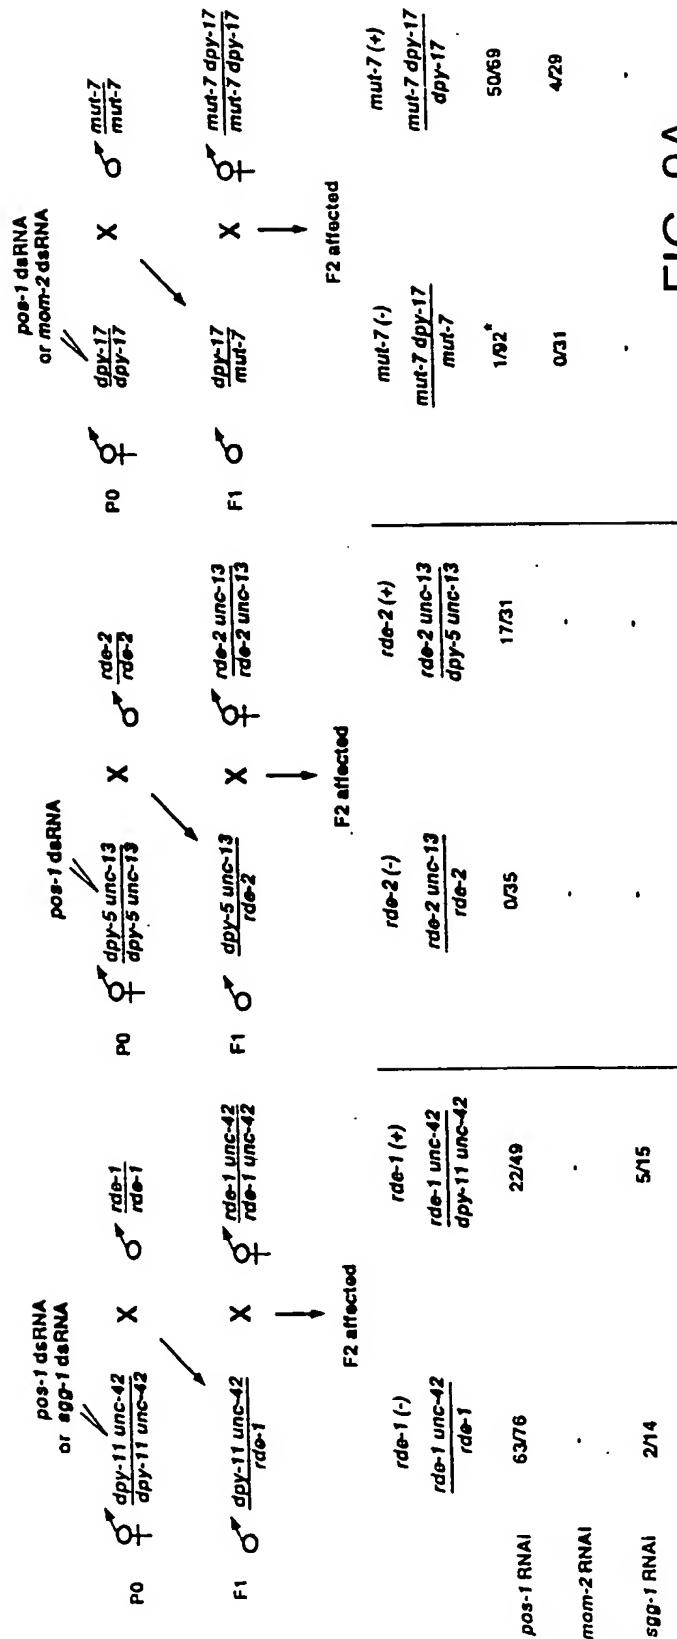 pos-1 dsRNA
or sgg-1 dsRNA
P0 dpy-11 unc-42 X rde-1
dpy-11 unc-42 rde-1
F1 dpy-11 unc-42 X rde-1 unc-42
rde-1 rde-1 unc-42
F2 affected
pos-1 dsRNA
P0 dpy-5 unc-13 X rde-2
dpy-5 unc-13 rde-2
F1 dpy-5 unc-13 X rde-2 unc-13
rde-2 rde-2 unc-13
F2 affected
pos-1 dsRNA
or mom-2 dsRNA
P0 dpy-17 X mut-7
dpy-17 mut-7
F1 dpy-17 X mut-7 dpy-17
mut-7 mut-7 dpy-17
F2 affected
rde-1 (-) rde-1 (+) rde-2 (-) rde-2 (+) mut-7 (-) mut-7 (+)
rde-1 unc-42 rde-1 unc-42 rde-2 unc-13 rde-2 unc-13 mut-7 dpy-17 mut-7 dpy-17
rde-1 dpy-11 unc-42 rde-2 dpy-5 unc-13 mut-7 dpy-17
pos-1 RNAi 63/76 22/49 0/35 17/31 1/92* 50/69
mom-2 RNAi - - - - 0/31 4/29
sgg-1 RNAi 2/14 5/15 - - - -